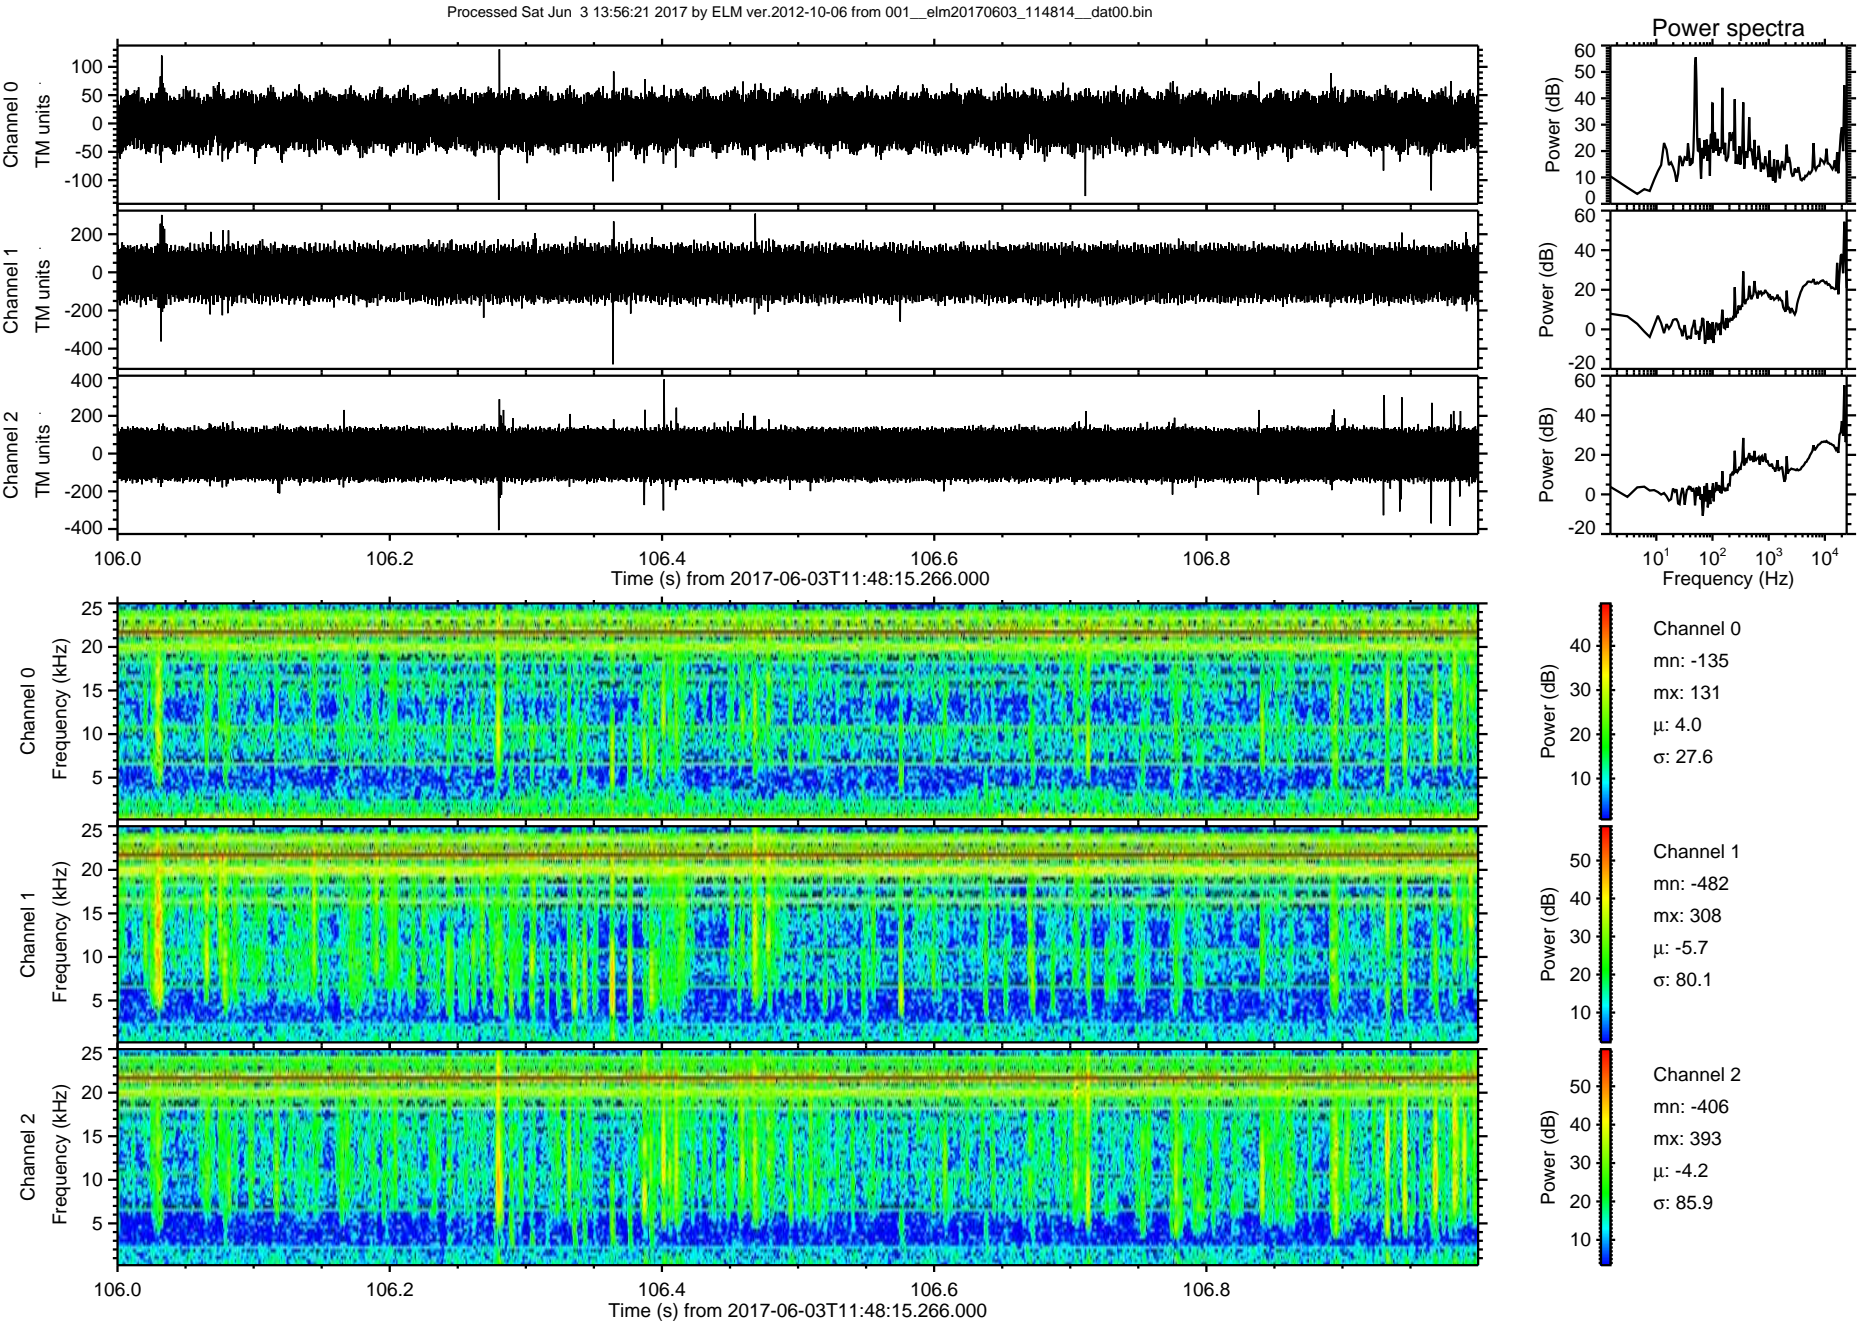 Processed Sat Jun 3 13:56:21 2017 by ELM ver.2012-10-06 from 001__elm20170603_114814__dat00.bin
Power spectra
Channel 0
TM units
100
50
0
-50
-100
Power (dB)
60
50
40
30
20
10
0
Channel 1
TM units
200
0
-200
-400
Power (dB)
60
40
20
0
-20
Channel 2
TM units
400
200
0
-200
-400
Power (dB)
60
40
20
0
-20
106.0 106.2 106.4 106.6 106.8
Time (s) from 2017-06-03T11:48:15.266.000
10^1 10^2 10^3 10^4
Frequency (Hz)
Channel 0
Frequency (kHz)
25
20
15
10
5
Power (dB)
40
30
20
10
Channel 0
mn: -135
mx: 131
μ: 4.0
σ: 27.6
Channel 1
Frequency (kHz)
25
20
15
10
5
Power (dB)
50
40
30
20
10
Channel 1
mn: -482
mx: 308
μ: -5.7
σ: 80.1
Channel 2
Frequency (kHz)
25
20
15
10
5
Power (dB)
50
40
30
20
10
Channel 2
mn: -406
mx: 393
μ: -4.2
σ: 85.9
106.0 106.2 106.4 106.6 106.8
Time (s) from 2017-06-03T11:48:15.266.000